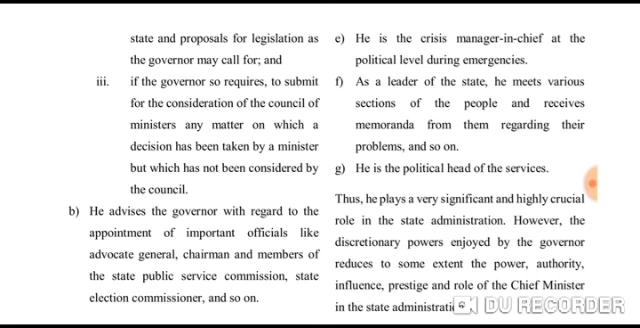 state and proposals for legislation as
the governor may call for; and
iii. if the governor so requires, to submit
for the consideration of the council of
ministers any matter on which a
decision has been taken by a minister
but which has not been considered by
the council.
b) He advises the governor with regard to the
appointment of important officials like
advocate general, chairman and members of
the state public service commission, state
election commissioner, and so on.
e) He is the crisis manager-in-chief at the
political level during emergencies.
f) As a leader of the state, he meets various
sections of the people and receives
memoranda from them regarding their
problems, and so on.
g) He is the political head of the services.
Thus, he plays a very significant and highly crucial
role in the state administration. However, the
discretionary powers enjoyed by the governor
reduces to some extent the power, authority,
influence, prestige and role of the Chief Minister
in the state
DU RECORDER